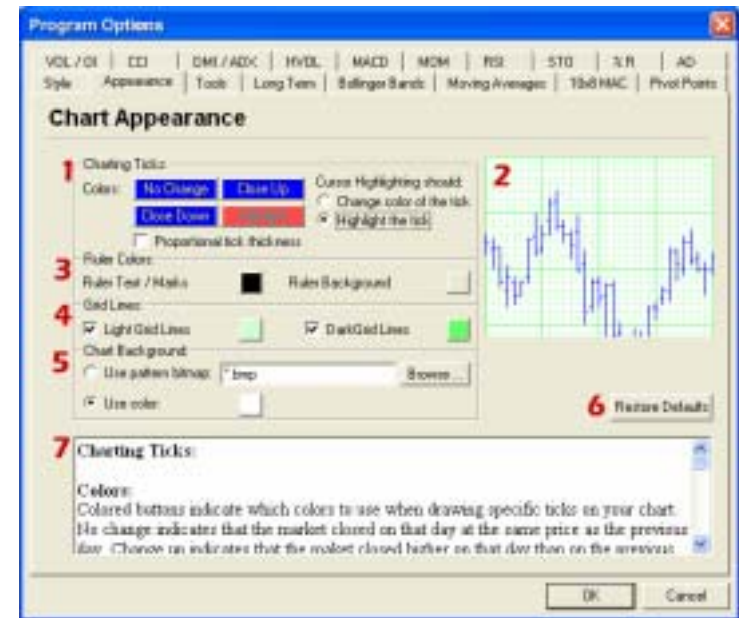 Program Options
VOL / OI CCI DMI / ADX HVOL MACD MOM RSI STO % R AD
Style Appearance Tools Long Term Bollinger Bands Moving Averages 10x8 MAC Pivot Points
Chart Appearance
1 Charting Ticks:
Colors: No Change Close Up
Close Down
Cursor Highlighting should:
Change color of the tick
Highlight the tick
Proportional tick thickness
2
3 Ruler Colors:
Ruler Text / Marks Ruler Background
4 Grid Lines:
Light Grid Lines Dark Grid Lines
5 Chart Background:
Use pattern bitmap: *.bmp Browse ...
Use color:
6 Restore Defaults
7 Charting Ticks:
Colors:
Colored buttons indicate which colors to use when drawing specific ticks on your chart.
No change indicates that the market closed on that day at the same price as the previous
day. Change up indicates that the market closed higher on that day than on the previous
OK Cancel